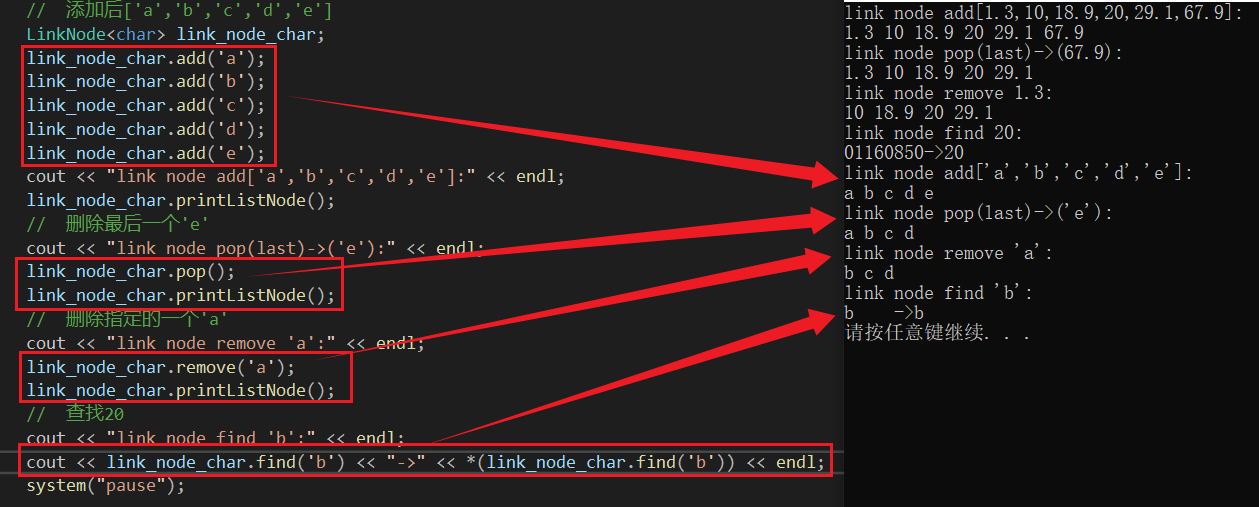 //  添加后['a','b','c','d','e']
LinkNode<char> link_node_char;
link_node_char.add('a');
link_node_char.add('b');
link_node_char.add('c');
link_node_char.add('d');
link_node_char.add('e');
cout << "link node add['a','b','c','d','e']:" << endl;
link_node_char.printListNode();
//  删除最后一个'e'
cout << "link node pop(last)->('e'):" << endl;
link_node_char.pop();
link_node_char.printListNode();
//  删除指定的一个'a'
cout << "link node remove 'a':" << endl;
link_node_char.remove('a');
link_node_char.printListNode();
//  查找20
cout << "link node find 'b':" << endl;
cout << link_node_char.find('b') << "->" << *(link_node_char.find('b')) << endl;
system("pause");
link node add[1.3,10,18.9,20,29.1,67.9]:
1.3 10 18.9 20 29.1 67.9
link node pop(last)->(67.9):
1.3 10 18.9 20 29.1
link node remove 1.3:
10 18.9 20 29.1
link node find 20:
01160850->20
link node add['a','b','c','d','e']:
a b c d e
link node pop(last)->('e'):
a b c d
link node remove 'a':
b c d
link node find 'b':
b    ->b
请按任意键继续. . .